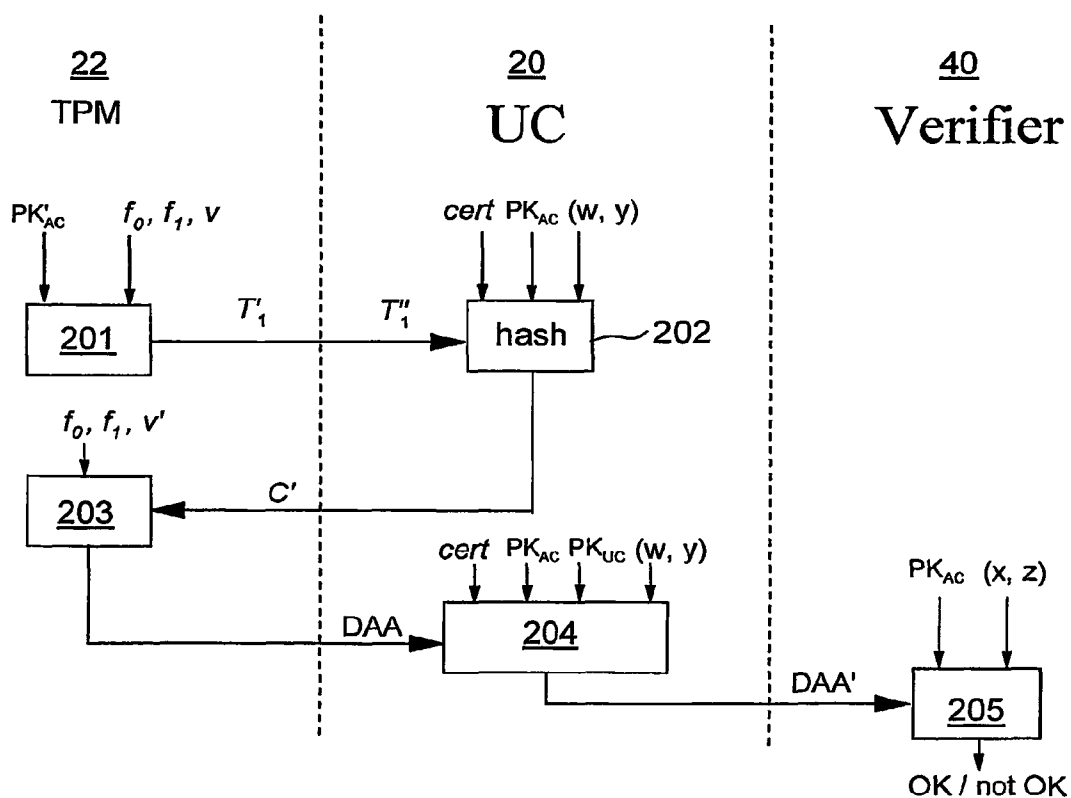 22
TPM
20
UC
40
Verifier
PK'AC
f0, f1, v
cert PKAC (w, y)
201
T'1
T''1
hash
202
f0, f1, v'
203
C'
cert PKAC PKUC (w, y)
DAA
204
PKAC (x, z)
DAA'
205
OK / not OK